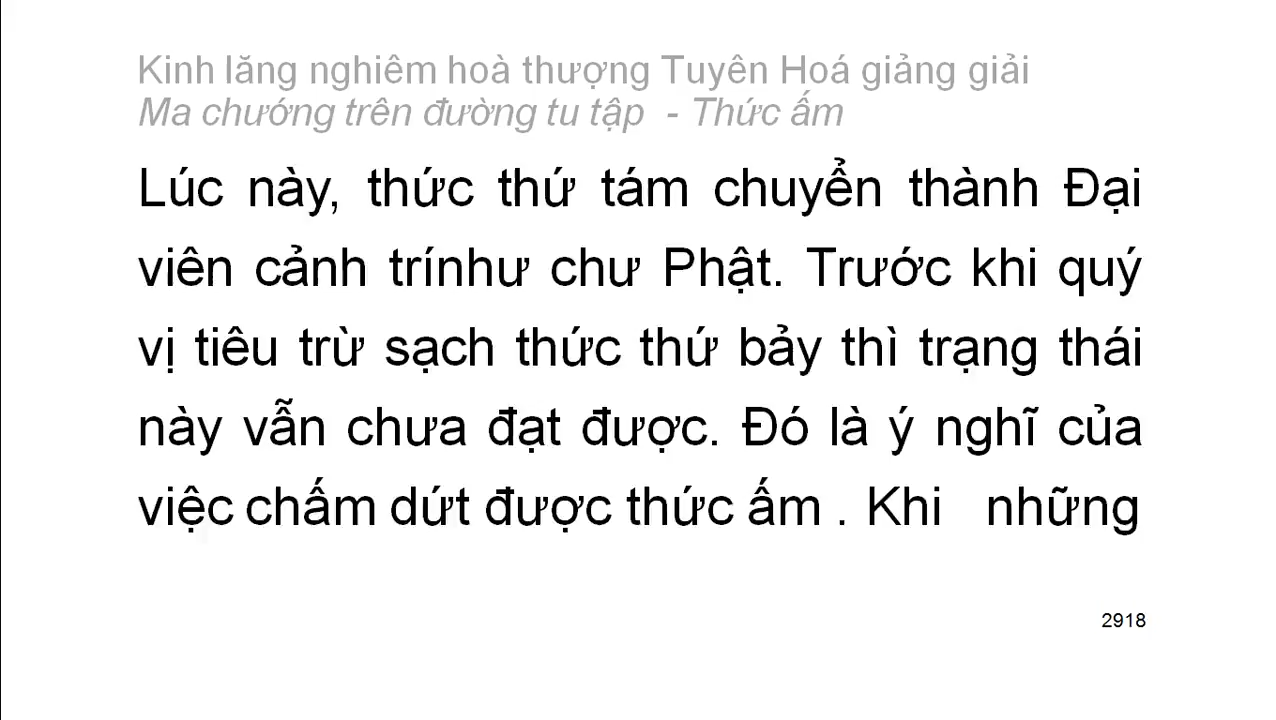 Kinh lăng nghiêm hoà thượng Tuyên Hoá giảng giải
Ma chướng trên đường tu tập - Thức ấm
Lúc này, thức thứ tám chuyển thành Đại
viên cảnh trínhư chư Phật. Trước khi quý
vị tiêu trừ sạch thức thứ bảy thì trạng thái
này vẫn chưa đạt được. Đó là ý nghĩ của
việc chấm dứt được thức ấm . Khi những
2918